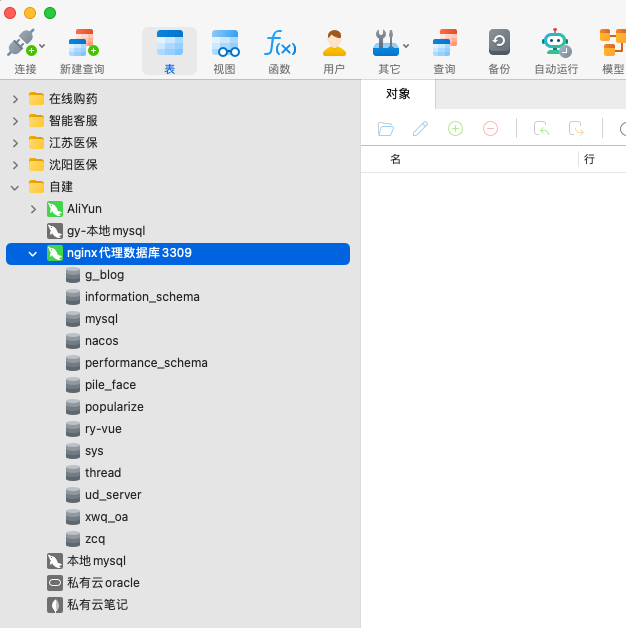 连接
新建查询
表
视图
函数
用户
其它
查询
备份
自动运行
模型
在线购药
智能客服
江苏医保
沈阳医保
自建
AliYun
gy-本地mysql
nginx代理数据库3309
g_blog
information_schema
mysql
nacos
performance_schema
pile_face
popularize
ry-vue
sys
thread
ud_server
xwq_oa
zcq
本地mysql
私有云oracle
私有云笔记
对象
名
行